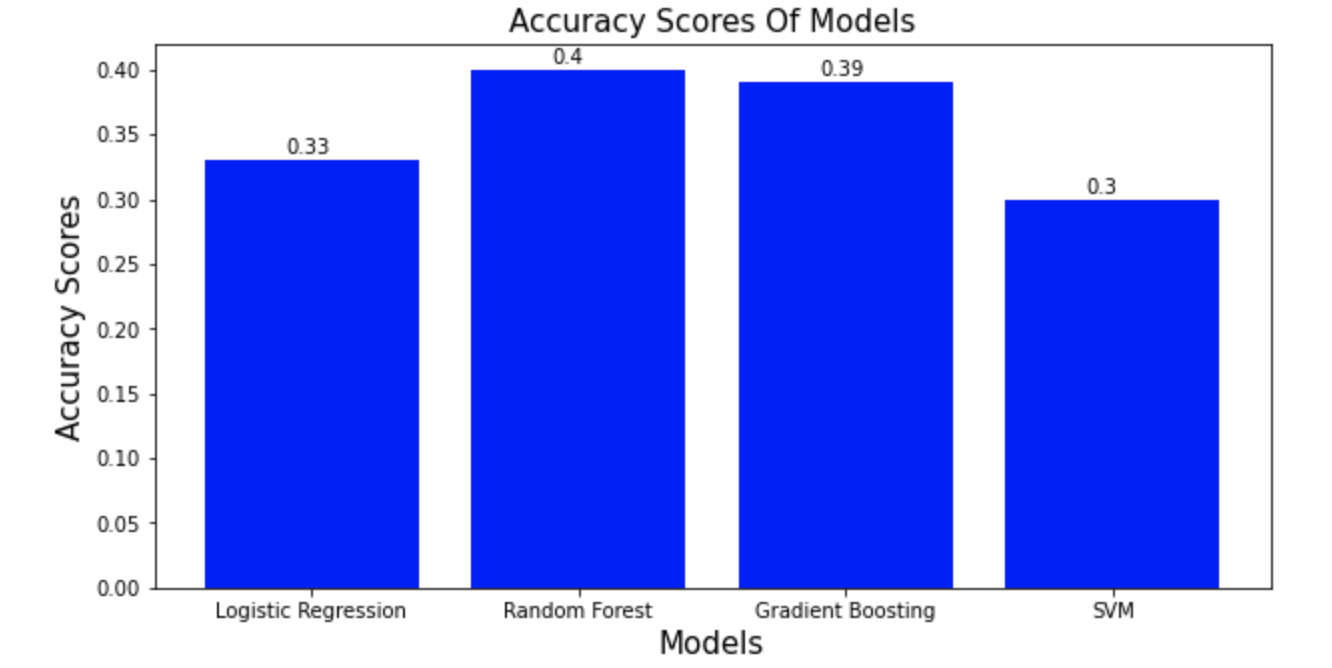 Accuracy Scores Of Models
0.40
0.35
0.30
0.25
0.20
0.15
0.10
0.05
0.00
Accuracy Scores
0.33
0.4
0.39
0.3
Logistic Regression
Random Forest
Gradient Boosting
SVM
Models